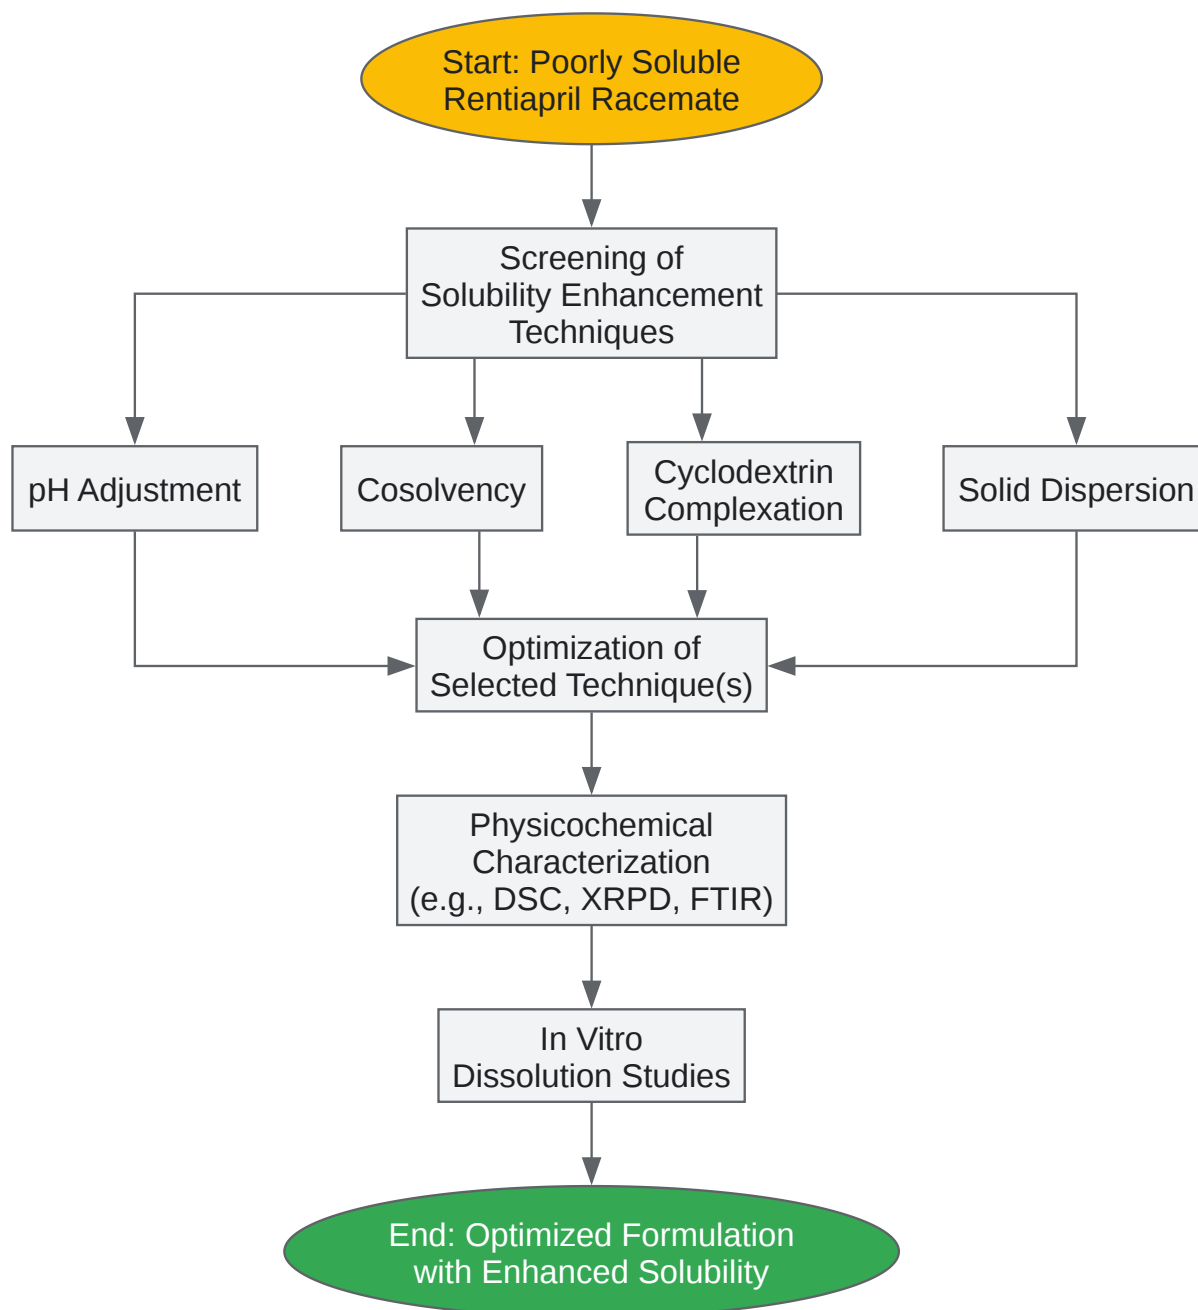 Start: Poorly Soluble
Rentiapril Racemate
Screening of
Solubility Enhancement
Techniques
pH Adjustment
Cosolvency
Cyclodextrin
Complexation
Solid Dispersion
Optimization of
Selected Technique(s)
Physicochemical
Characterization
(e.g., DSC, XRPD, FTIR)
In Vitro
Dissolution Studies
End: Optimized Formulation
with Enhanced Solubility